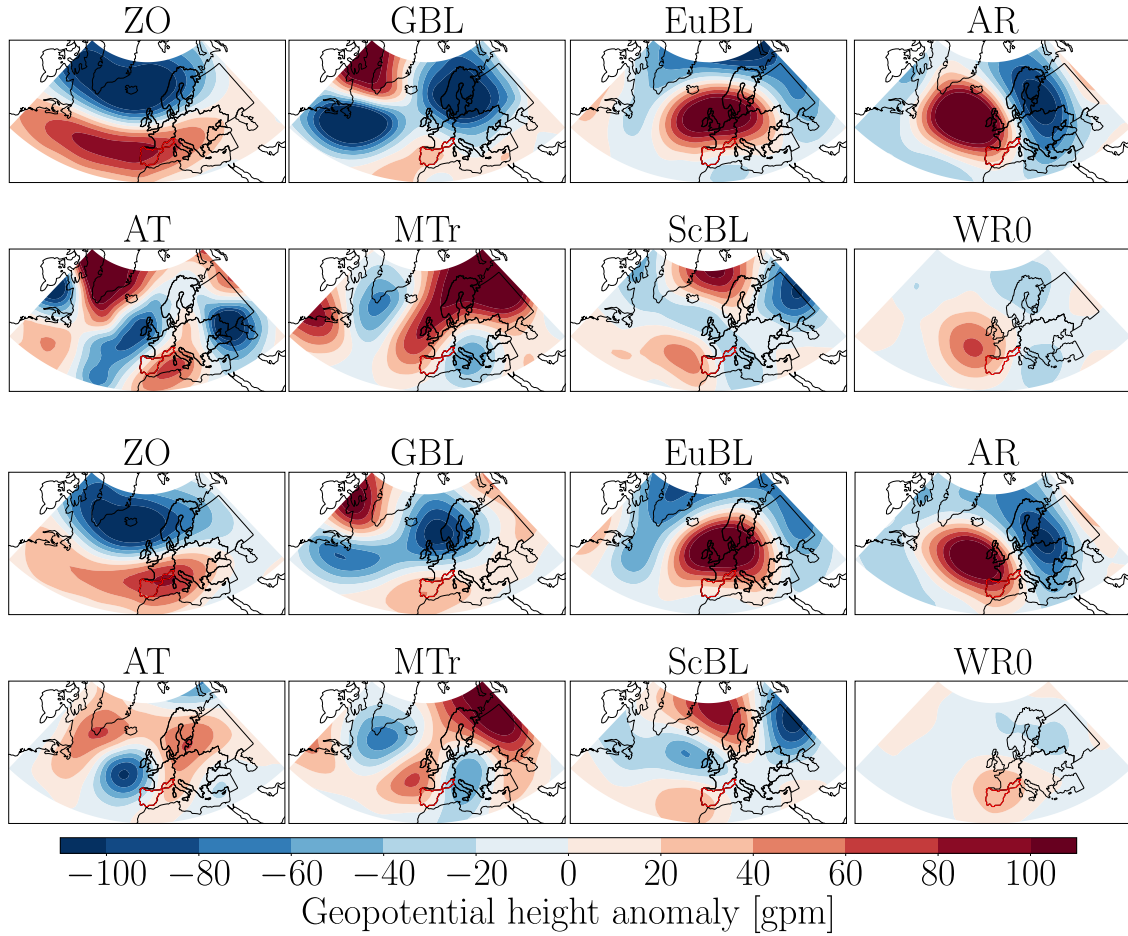 ZO GBL EuBL AR
AT MTr ScBL WR0
ZO GBL EuBL AR
AT MTr ScBL WR0
−100 −80 −60 −40 −20 0 20 40 60 80 100
Geopotential height anomaly [gpm]